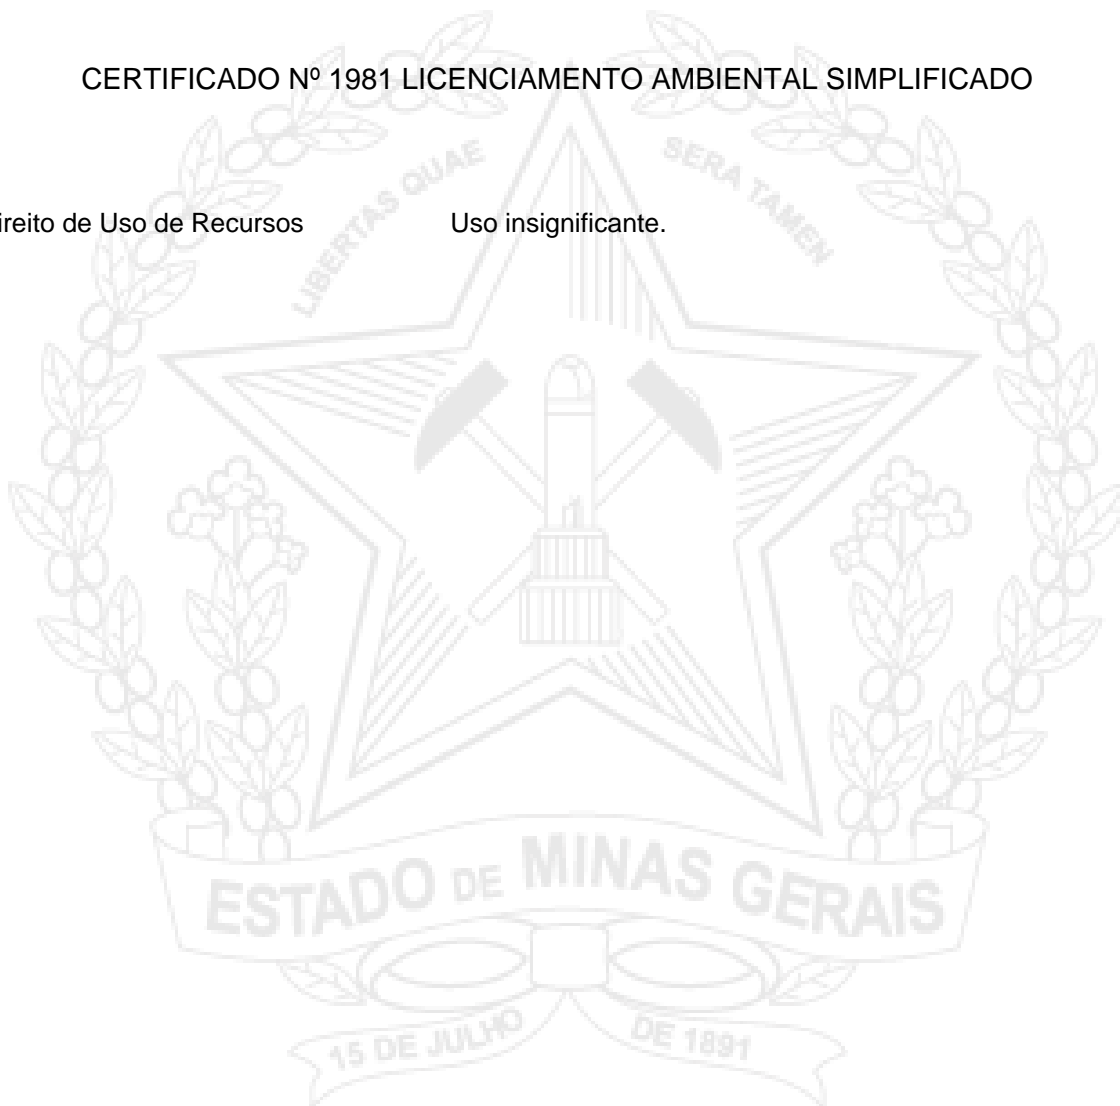 CERTIFICADO Nº 1981 LICENCIAMENTO AMBIENTAL SIMPLIFICADO
LIBERTAS QUAE SERA TAMEN
ireito de Uso de Recursos Uso insignificante.
ESTADO DE MINAS GERAIS
15 DE JULHO DE 1891